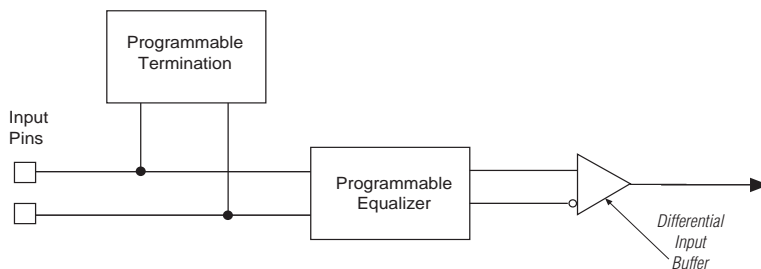 Programmable
Termination
Input
Pins
Programmable
Equalizer
Differential
Input
Buffer